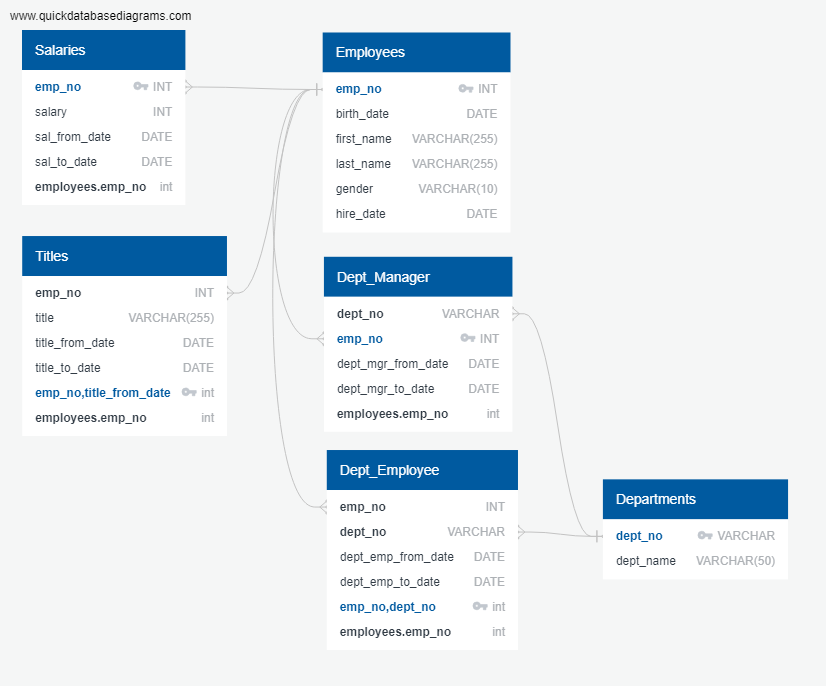 www.quickdatabasediagrams.com
Salaries
emp_no INT
salary INT
sal_from_date DATE
sal_to_date DATE
employees.emp_no int
Employees
emp_no INT
birth_date DATE
first_name VARCHAR(255)
last_name VARCHAR(255)
gender VARCHAR(10)
hire_date DATE
Titles
emp_no INT
title VARCHAR(255)
title_from_date DATE
title_to_date DATE
emp_no,title_from_date int
employees.emp_no int
Dept_Manager
dept_no VARCHAR
emp_no INT
dept_mgr_from_date DATE
dept_mgr_to_date DATE
employees.emp_no int
Dept_Employee
emp_no INT
dept_no VARCHAR
dept_emp_from_date DATE
dept_emp_to_date DATE
emp_no,dept_no int
employees.emp_no int
Departments
dept_no VARCHAR
dept_name VARCHAR(50)